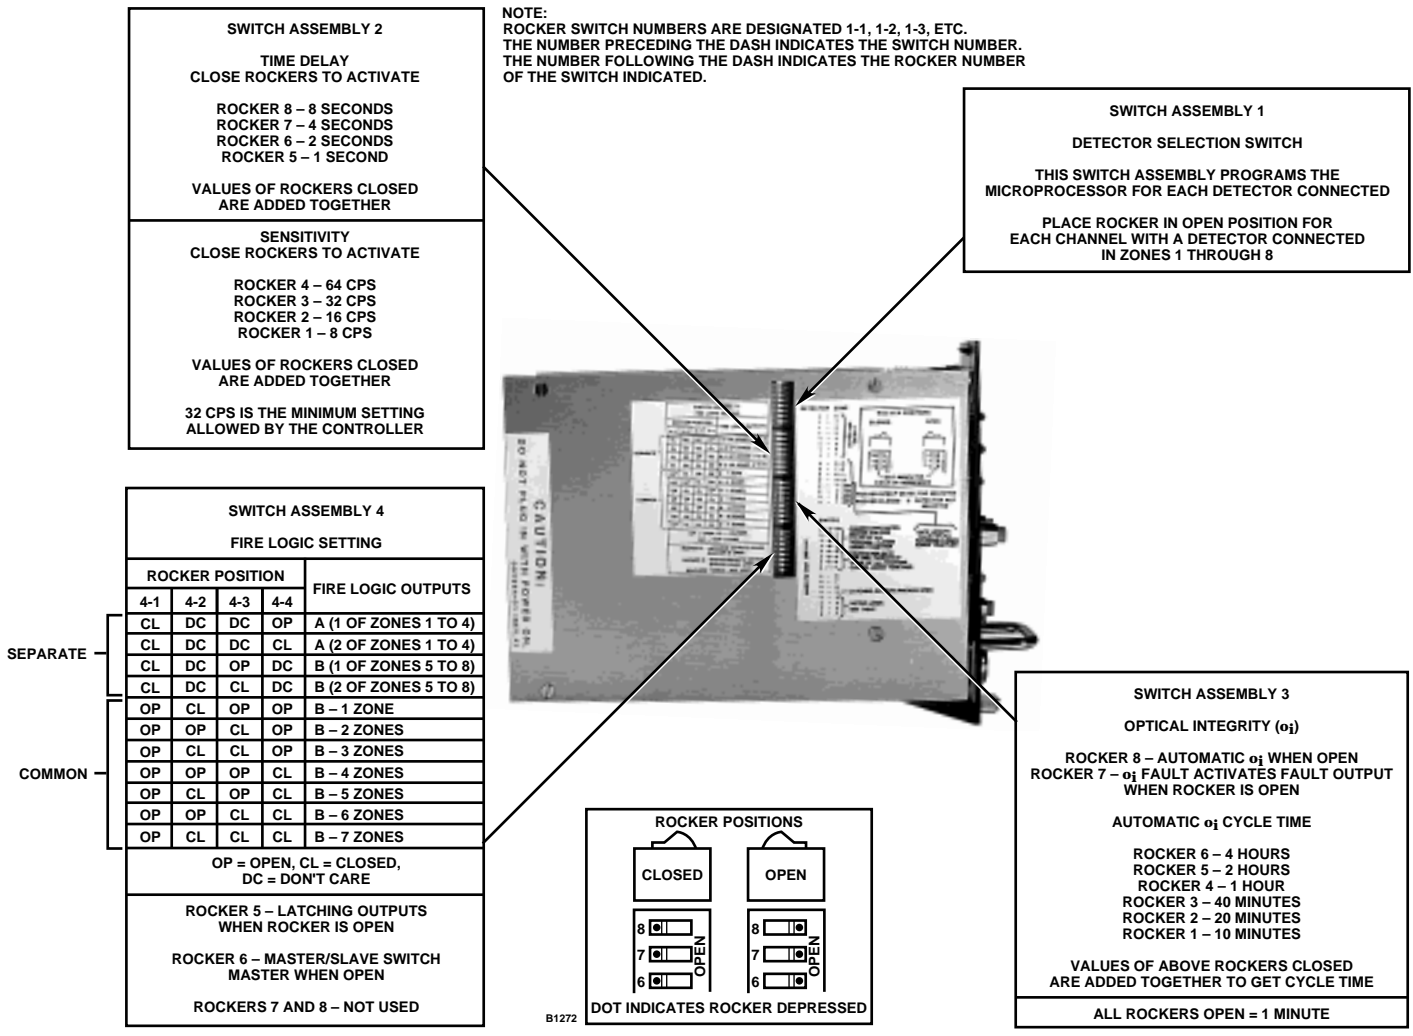 SWITCH ASSEMBLY 2
TIME DELAY
CLOSE ROCKERS TO ACTIVATE
ROCKER 8 – 8 SECONDS
ROCKER 7 – 4 SECONDS
ROCKER 6 – 2 SECONDS
ROCKER 5 – 1 SECOND
VALUES OF ROCKERS CLOSED
ARE ADDED TOGETHER
SENSITIVITY
CLOSE ROCKERS TO ACTIVATE
ROCKER 4 – 64 CPS
ROCKER 3 – 32 CPS
ROCKER 2 – 16 CPS
ROCKER 1 – 8 CPS
VALUES OF ROCKERS CLOSED
ARE ADDED TOGETHER
32 CPS IS THE MINIMUM SETTING
ALLOWED BY THE CONTROLLER
NOTE:
ROCKER SWITCH NUMBERS ARE DESIGNATED 1-1, 1-2, 1-3, ETC.
THE NUMBER PRECEDING THE DASH INDICATES THE SWITCH NUMBER.
THE NUMBER FOLLOWING THE DASH INDICATES THE ROCKER NUMBER
OF THE SWITCH INDICATED.
SWITCH ASSEMBLY 1
DETECTOR SELECTION SWITCH
THIS SWITCH ASSEMBLY PROGRAMS THE
MICROPROCESSOR FOR EACH DETECTOR CONNECTED
PLACE ROCKER IN OPEN POSITION FOR
EACH CHANNEL WITH A DETECTOR CONNECTED
IN ZONES 1 THROUGH 8
CAUTION:
DO NOT PLUG IN WITH POWER ON.
SWITCH ASSEMBLY 4
FIRE LOGIC SETTING
ROCKER POSITION FIRE LOGIC OUTPUTS
4-1 4-2 4-3 4-4
SEPARATE
CL DC DC OP A (1 OF ZONES 1 TO 4)
CL DC DC CL A (2 OF ZONES 1 TO 4)
CL DC OP DC B (1 OF ZONES 5 TO 8)
CL DC CL DC B (2 OF ZONES 5 TO 8)
COMMON
OP CL OP OP B – 1 ZONE
OP OP CL OP B – 2 ZONES
OP CL CL OP B – 3 ZONES
OP OP OP CL B – 4 ZONES
OP CL OP CL B – 5 ZONES
OP OP CL CL B – 6 ZONES
OP CL CL CL B – 7 ZONES
OP = OPEN, CL = CLOSED,
DC = DON'T CARE
ROCKER 5 – LATCHING OUTPUTS
WHEN ROCKER IS OPEN
ROCKER 6 – MASTER/SLAVE SWITCH
MASTER WHEN OPEN
ROCKERS 7 AND 8 – NOT USED
B1272
ROCKER POSITIONS
CLOSED OPEN
8 7 6 OPEN
8 7 6 OPEN
DOT INDICATES ROCKER DEPRESSED
SWITCH ASSEMBLY 3
OPTICAL INTEGRITY (oi)
ROCKER 8 – AUTOMATIC oi WHEN OPEN
ROCKER 7 – oi FAULT ACTIVATES FAULT OUTPUT
WHEN ROCKER IS OPEN
AUTOMATIC oi CYCLE TIME
ROCKER 6 – 4 HOURS
ROCKER 5 – 2 HOURS
ROCKER 4 – 1 HOUR
ROCKER 3 – 40 MINUTES
ROCKER 2 – 20 MINUTES
ROCKER 1 – 10 MINUTES
VALUES OF ABOVE ROCKERS CLOSED
ARE ADDED TOGETHER TO GET CYCLE TIME
ALL ROCKERS OPEN = 1 MINUTE